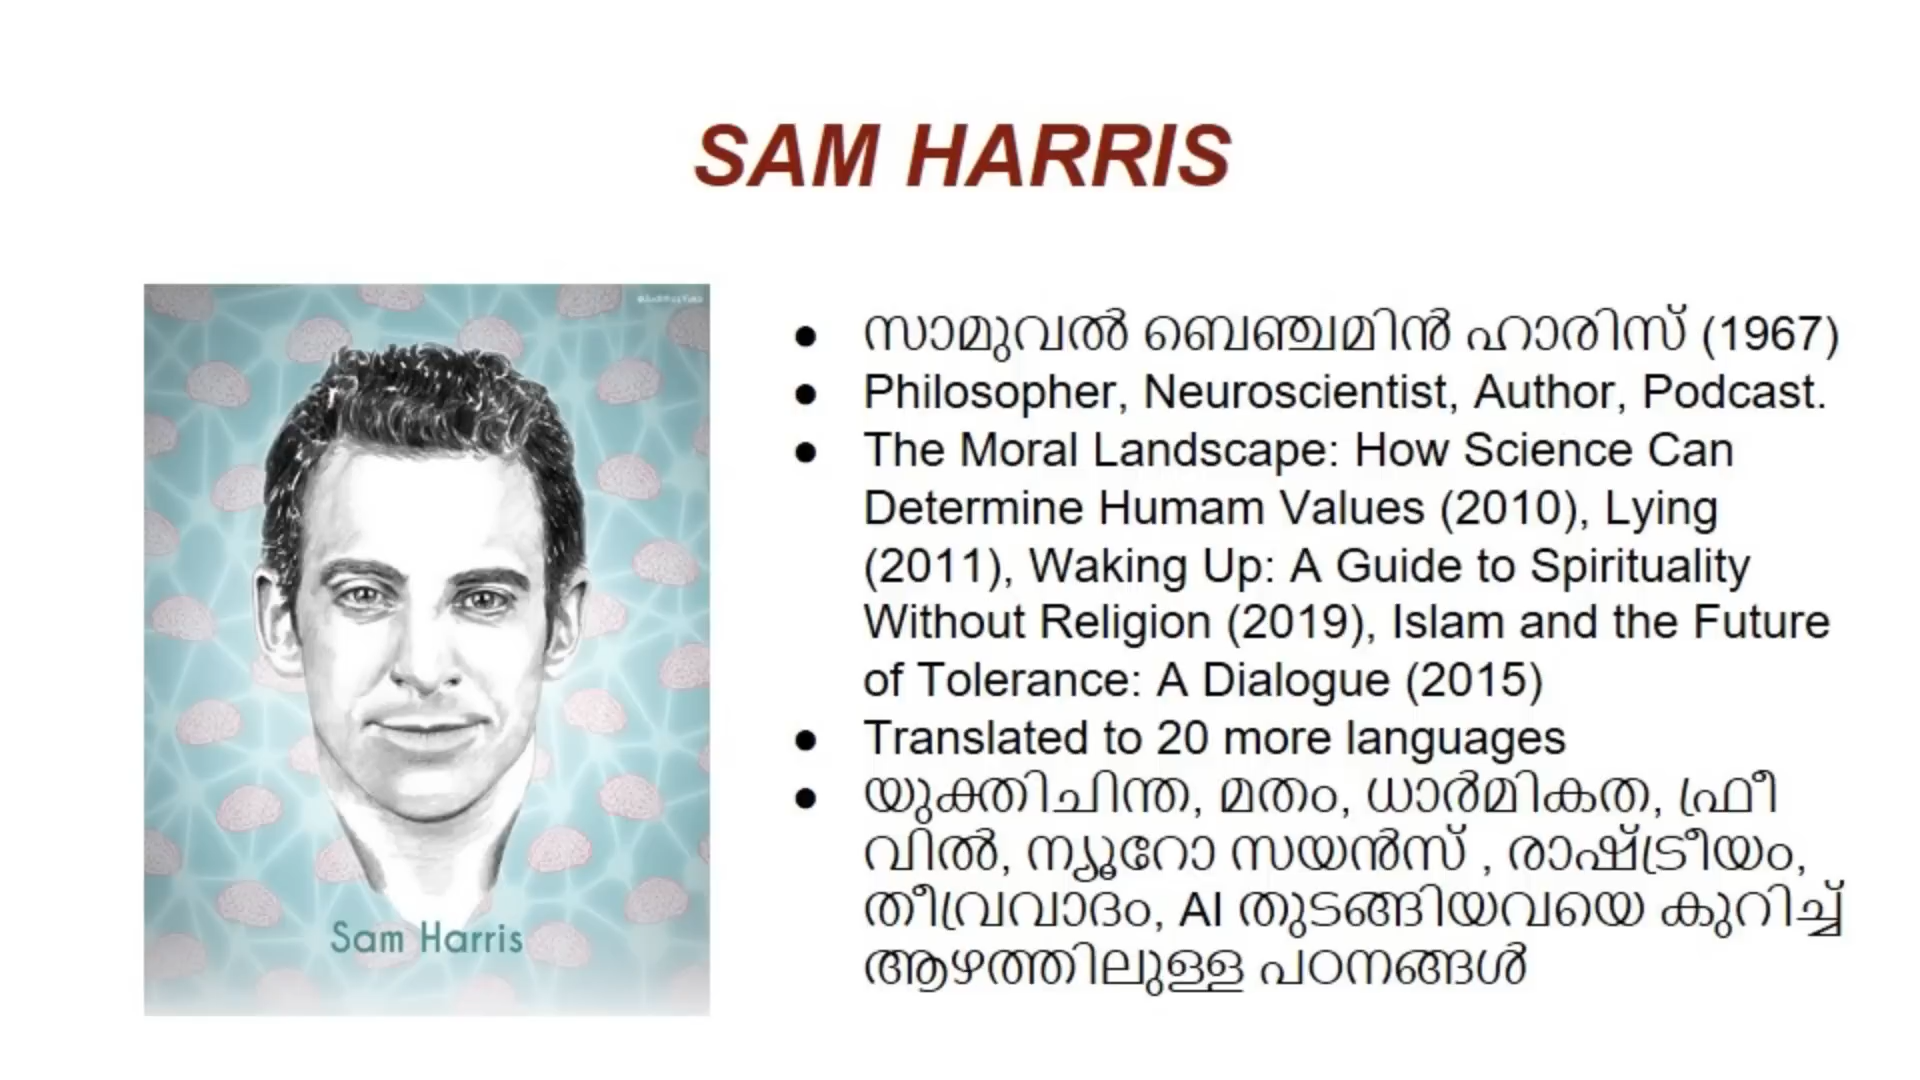 SAM HARRIS
സാമുവൽ ബെഞ്ചമിൻ ഹാരിസ് (1967)
Philosopher, Neuroscientist, Author, Podcast.
The Moral Landscape: How Science Can
Determine Humam Values (2010), Lying
(2011), Waking Up: A Guide to Spirituality
Without Religion (2019), Islam and the Future
of Tolerance: A Dialogue (2015)
Translated to 20 more languages
യുക്തിചിന്ത, മതം, ധാർമികത, ഫ്രീ
വിൽ, ന്യൂറോ സയൻസ് , രാഷ്ട്രീയം,
തീവ്രവാദം, AI തുടങ്ങിയവയെ കുറിച്ച്
ആഴത്തിലുള്ള പഠനങ്ങൾ
Sam Harris